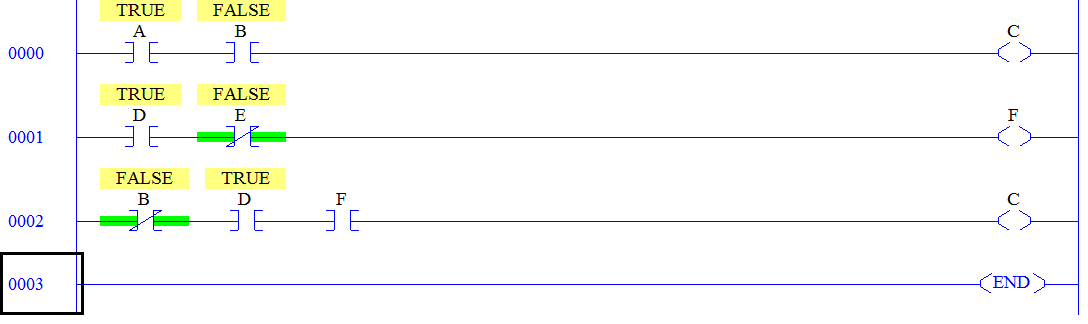 TRUE FALSE
A B C
0000
TRUE FALSE
D E F
0001
FALSE TRUE
B D F C
0002
0003 END